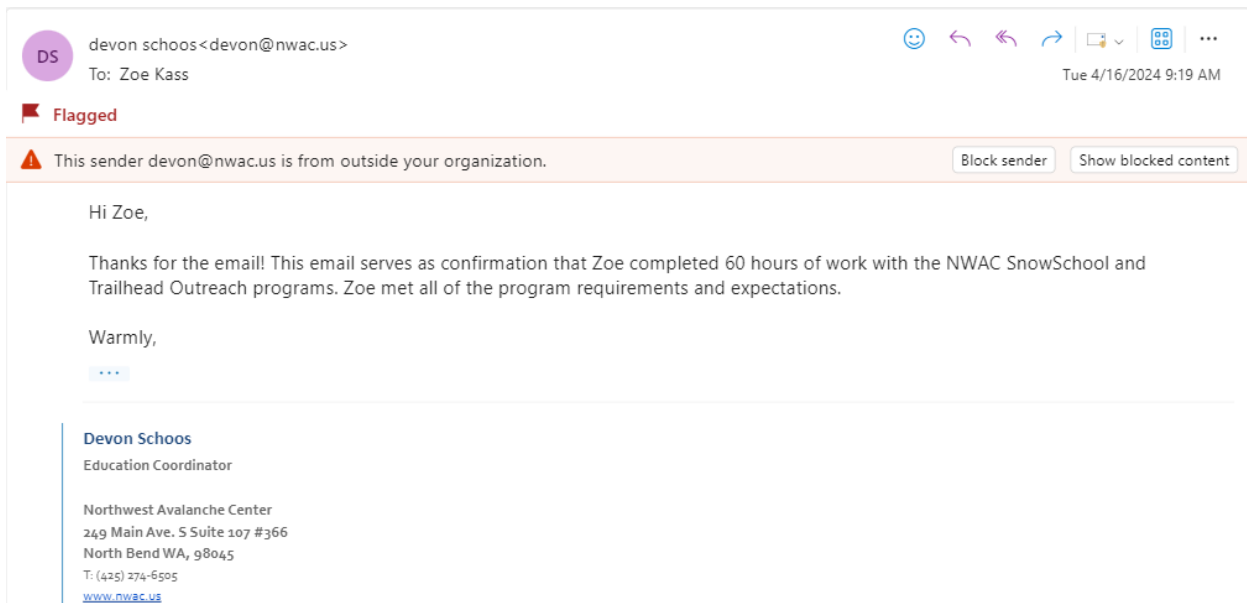 DS
devon schoos<devon@nwac.us>
To: Zoe Kass
Tue 4/16/2024 9:19 AM
Flagged
This sender devon@nwac.us is from outside your organization.
Block sender
Show blocked content
Hi Zoe,
Thanks for the email! This email serves as confirmation that Zoe completed 60 hours of work with the NWAC SnowSchool and
Trailhead Outreach programs. Zoe met all of the program requirements and expectations.
Warmly,
Devon Schoos
Education Coordinator
Northwest Avalanche Center
249 Main Ave. S Suite 107 #366
North Bend WA, 98045
T: (425) 274-6505
www.nwac.us